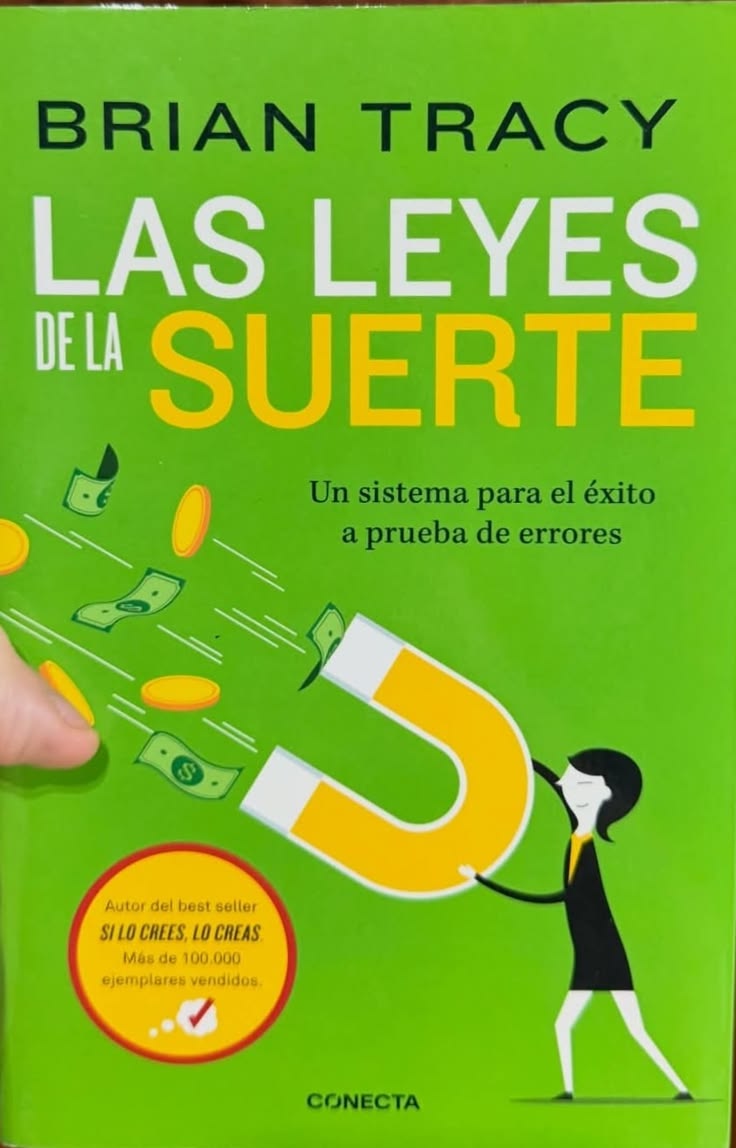 BRIAN TRACY
LAS LEYES
DE LA SUERTE
Un sistema para el éxito
a prueba de errores
$
Autor del best seller
SI LO CREES, LO CREAS.
Más de 100.000
ejemplares vendidos.
CONECTA